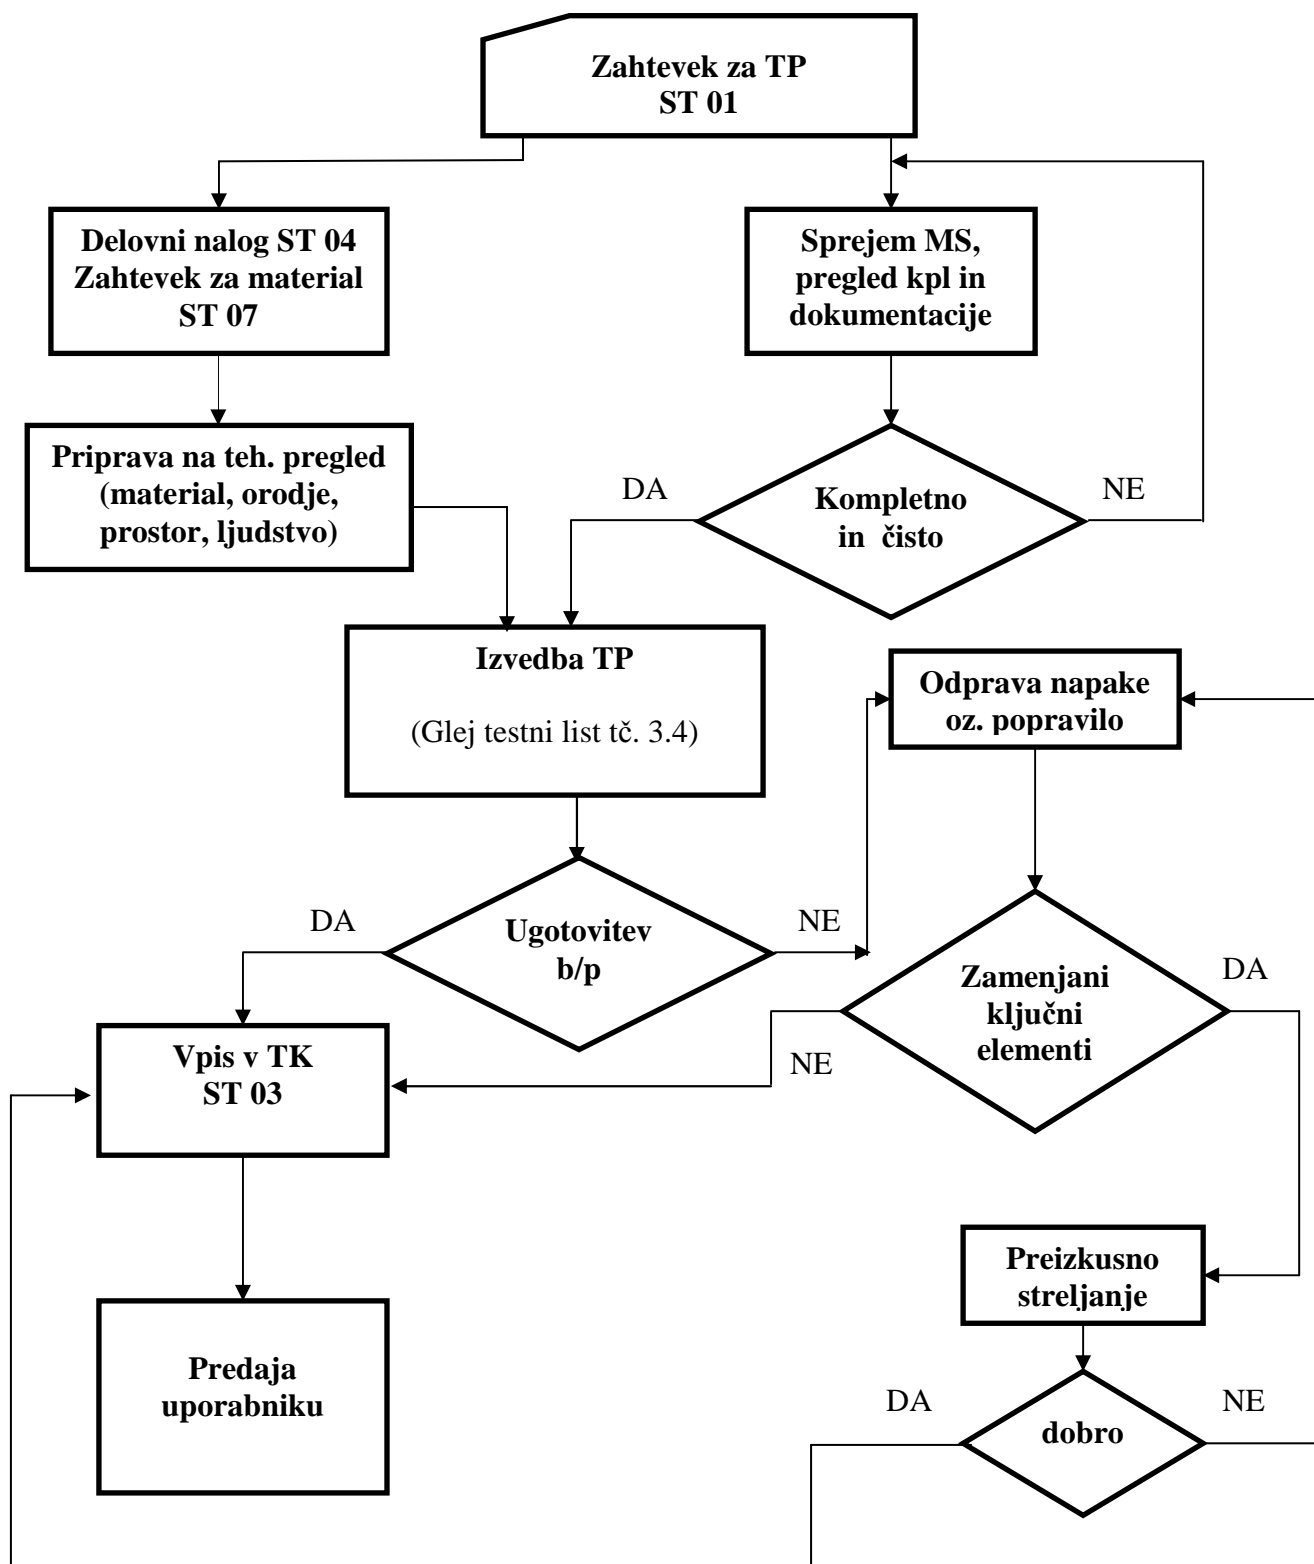 Zahtevek za TP
ST 01
Delovni nalog ST 04
Zahtevek za material
ST 07
Sprejem MS,
pregled kpl in
dokumentacije
Priprava na teh. pregled
(material, orodje,
prostor, ljudstvo)
DA
Kompletno
in čisto
NE
Izvedba TP
(Glej testni list tč. 3.4)
Odprava napake
oz. popravilo
DA
Ugotovitev
b/p
NE
Zamenjani
ključni
elementi
DA
NE
Vpis v TK
ST 03
Preizkusno
streljanje
Predaja
uporabniku
DA
dobro
NE